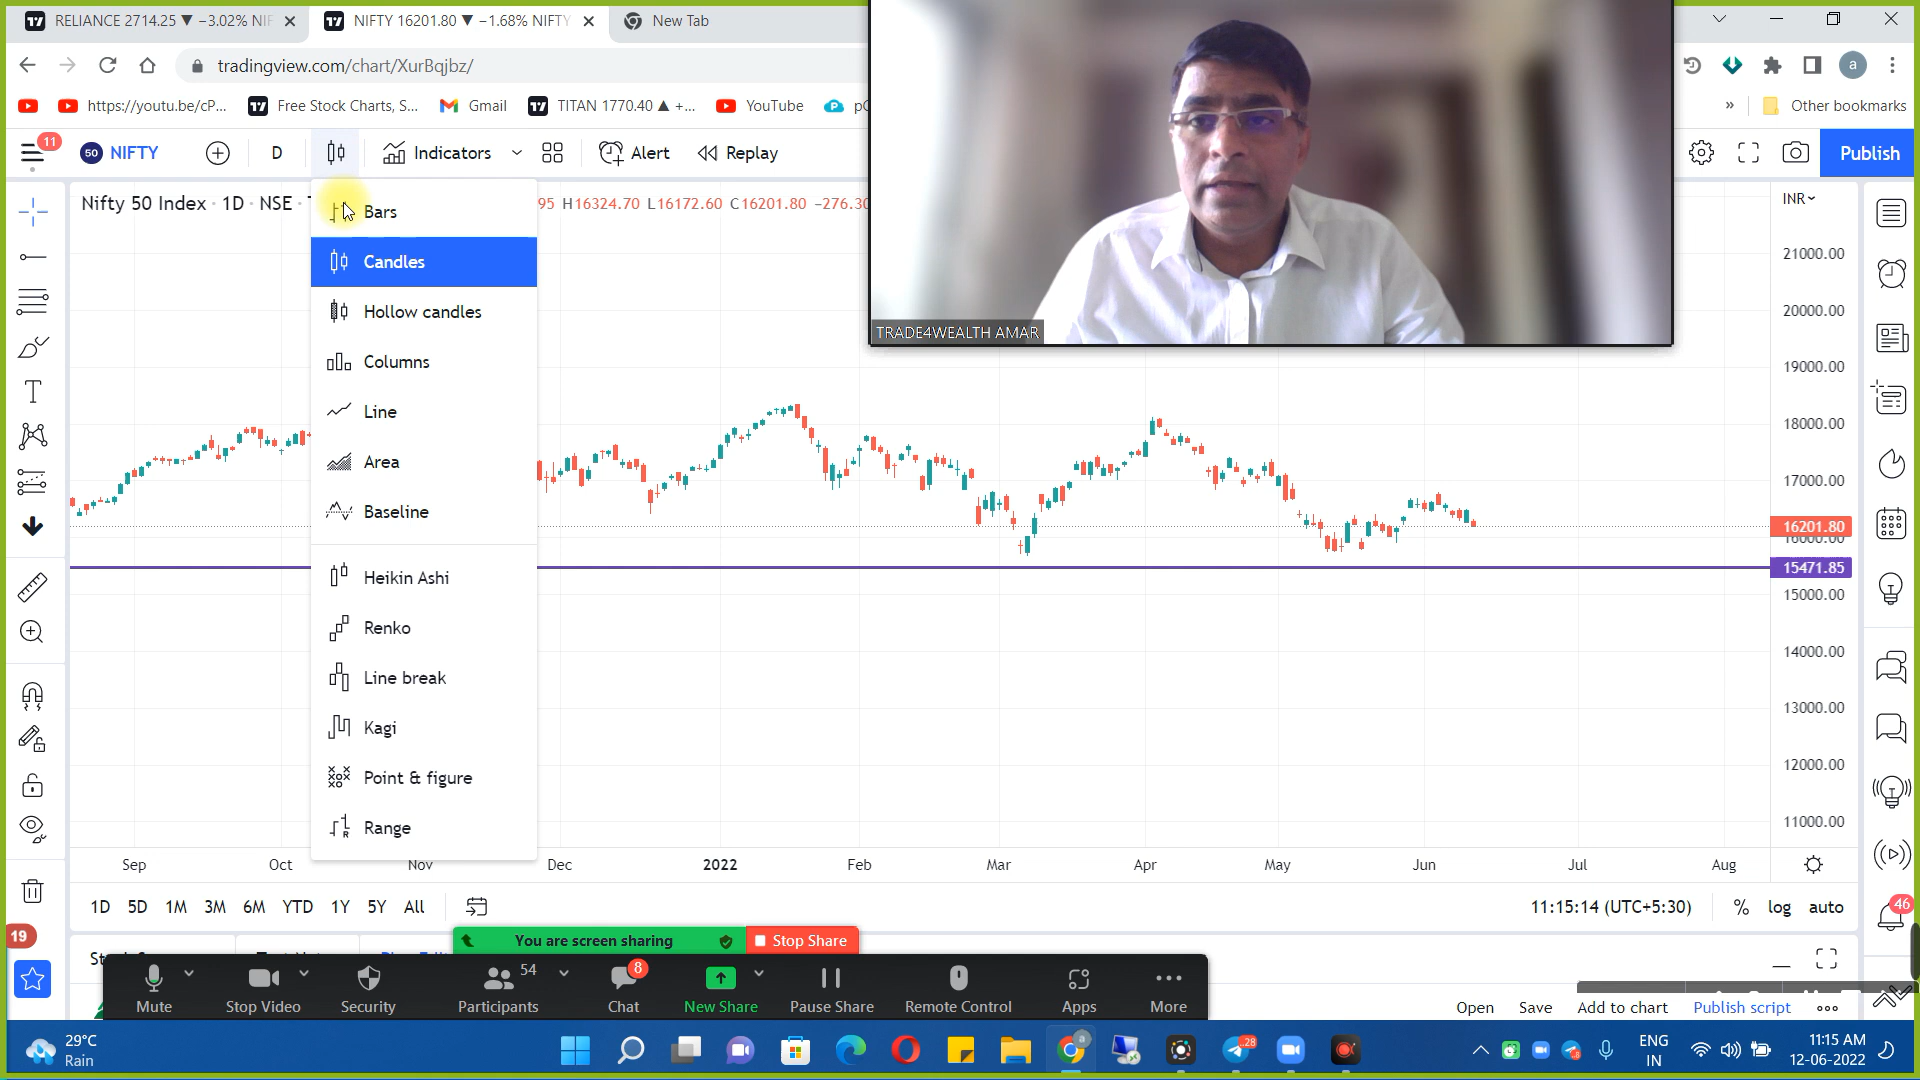 RELIANCE 2714.25 ▼ −3.02% NIF
NIFTY 16201.80 ▼ −1.68% NIFTY
New Tab
tradingview.com/chart/XurBqjbz/
a
https://youtu.be/cP...
Free Stock Charts, S...
Gmail
TITAN 1770.40 ▲ +...
YouTube
»
Other bookmarks
11
50 NIFTY
D
Indicators
Alert
Replay
Publish
Nifty 50 Index · 1D · NSE ·
95 H16324.70 L16172.60 C16201.80 −276.30
INR
Bars
Candles
Hollow candles
Columns
Line
Area
Baseline
Heikin Ashi
Renko
Line break
Kagi
Point & figure
Range
TRADE4WEALTH AMAR
21000.00
20000.00
19000.00
18000.00
17000.00
16201.80
16000.00
15471.85
15000.00
14000.00
13000.00
12000.00
11000.00
Sep Oct Nov Dec 2022 Feb Mar Apr May Jun Jul Aug
1D 5D 1M 3M 6M YTD 1Y 5Y All
11:15:14 (UTC+5:30) % log auto
46
19
You are screen sharing
Stop Share
54
8
Mute
Stop Video
Security
Participants
Chat
New Share
Pause Share
Remote Control
Apps
More
Open
Save
Add to chart
Publish script
29°C
Rain
28
ENG
IN
11:15 AM
12-06-2022